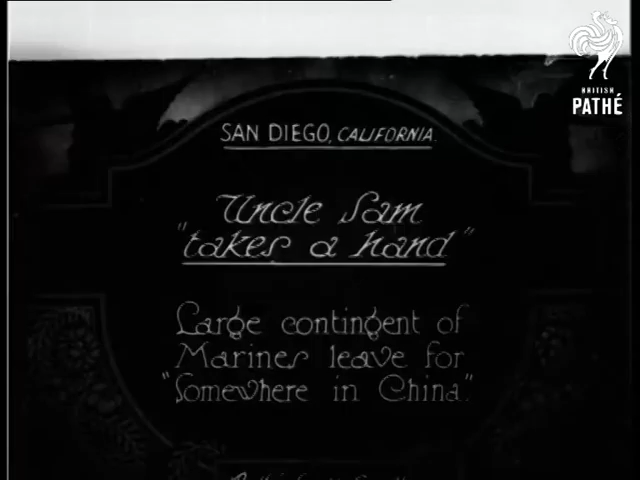 BRITISH
PATHÉ
SAN DIEGO, CALIFORNIA.
Uncle Sam
"takes a hand"
Large contingent of
Marines leave for
"Somewhere in China."